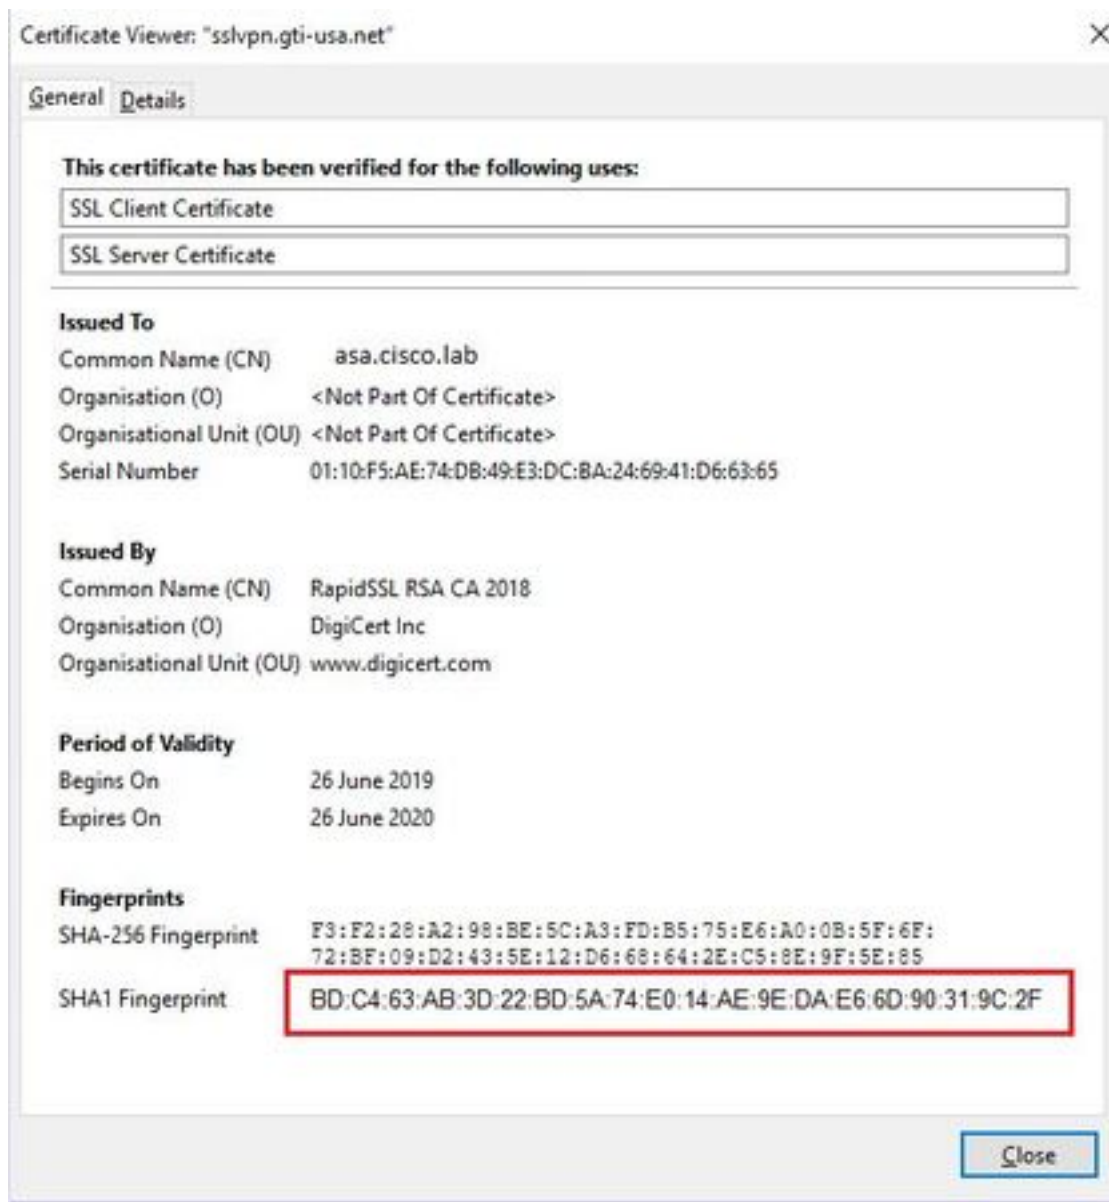 Certificate Viewer: "sslvpn.gti-usa.net"
General Details
This certificate has been verified for the following uses:
SSL Client Certificate
SSL Server Certificate
Issued To
Common Name (CN) asa.cisco.lab
Organisation (O) <Not Part Of Certificate>
Organisational Unit (OU) <Not Part Of Certificate>
Serial Number 01:10:F5:AE:74:DB:49:E3:DC:BA:24:69:41:D6:63:65
Issued By
Common Name (CN) RapidSSL RSA CA 2018
Organisation (O) DigiCert Inc
Organisational Unit (OU) www.digicert.com
Period of Validity
Begins On 26 June 2019
Expires On 26 June 2020
Fingerprints
SHA-256 Fingerprint F3:F2:28:A2:98:BE:5C:A3:FD:B5:75:E6:A0:0B:5F:6F:
72:BF:09:D2:43:5E:12:D6:68:64:2E:C5:8E:9F:5E:85
SHA1 Fingerprint BD:C4:63:AB:3D:22:BD:5A:74:E0:14:AE:9E:DA:E6:6D:90:31:9C:2F
Close